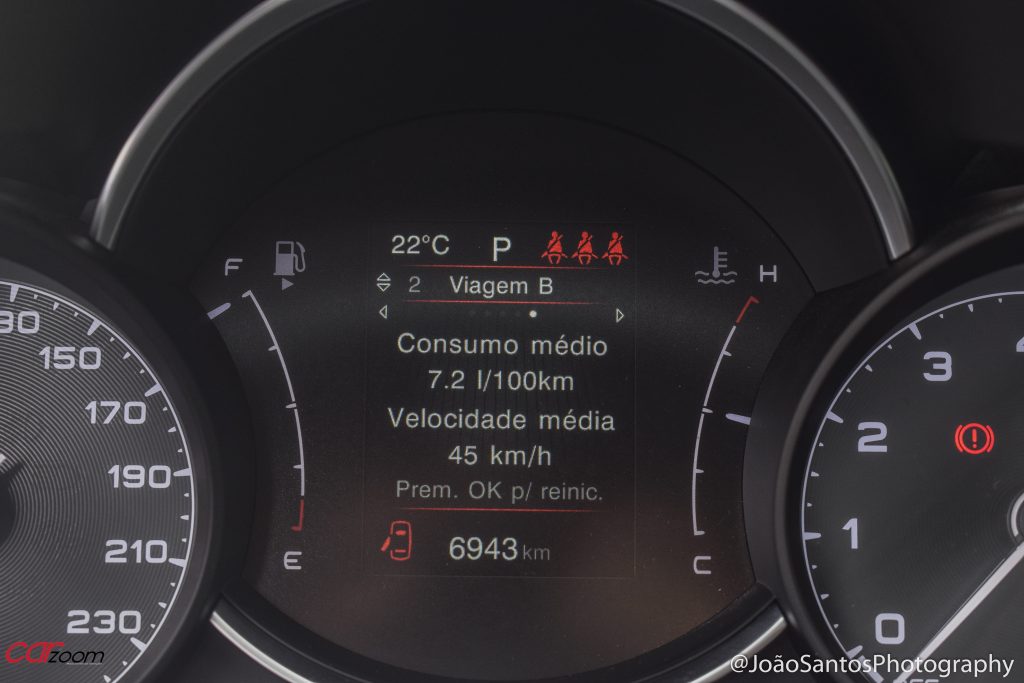 22°C P
2 Viagem B
Consumo médio
7.2 l/100km
Velocidade média
45 km/h
Prem. OK p/ reinic.
6943 km
F
E
H
C
150
170
190
210
230
3
2
1
0
carzoom
@JoãoSantosPhotography